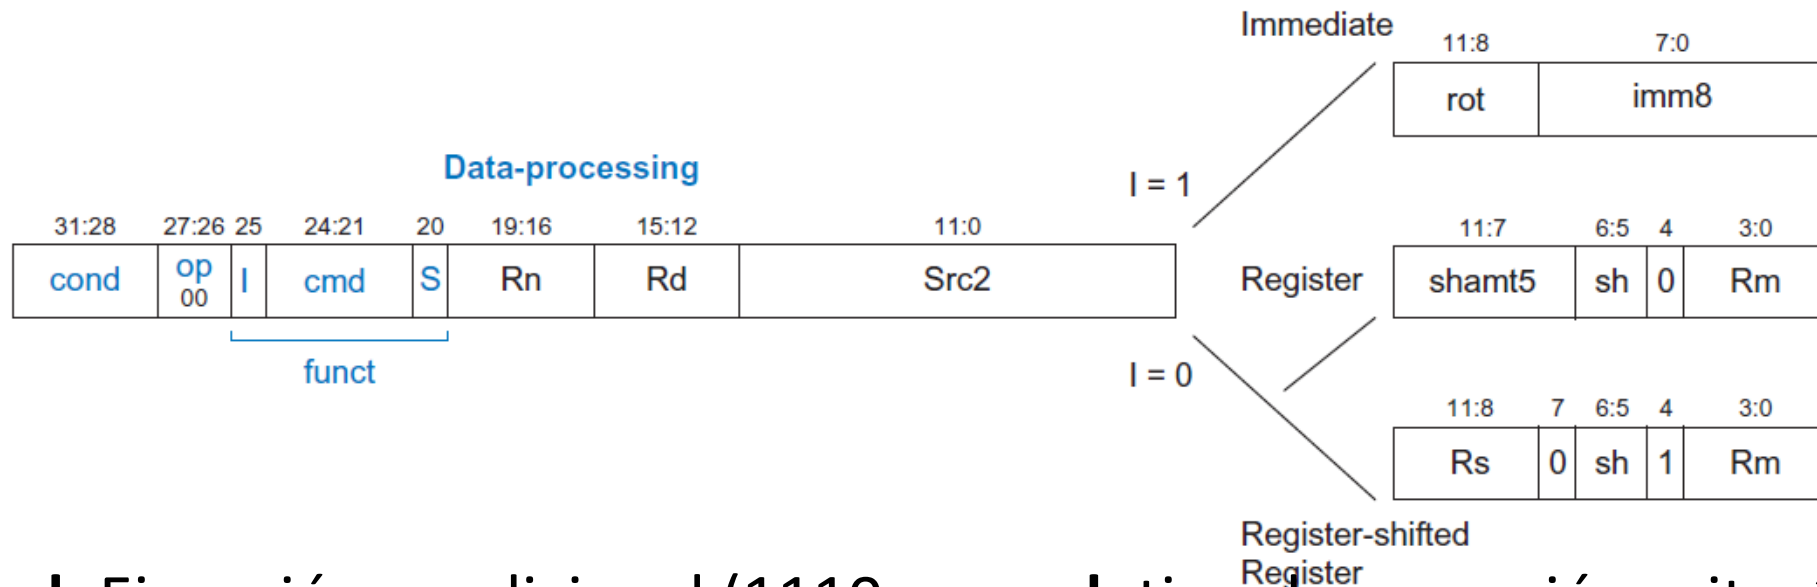 Immediate
11:8 7:0
rot imm8
Data-processing
I = 1
31:28 27:26 25 24:21 20 19:16 15:12 11:0
cond op 00 I cmd S Rn Rd Src2
funct
I = 0
11:7 6:5 4 3:0
Register shamt5 sh 0 Rm
11:8 7 6:5 4 3:0
Rs 0 sh 1 Rm
Register-shifted
Register
(1110